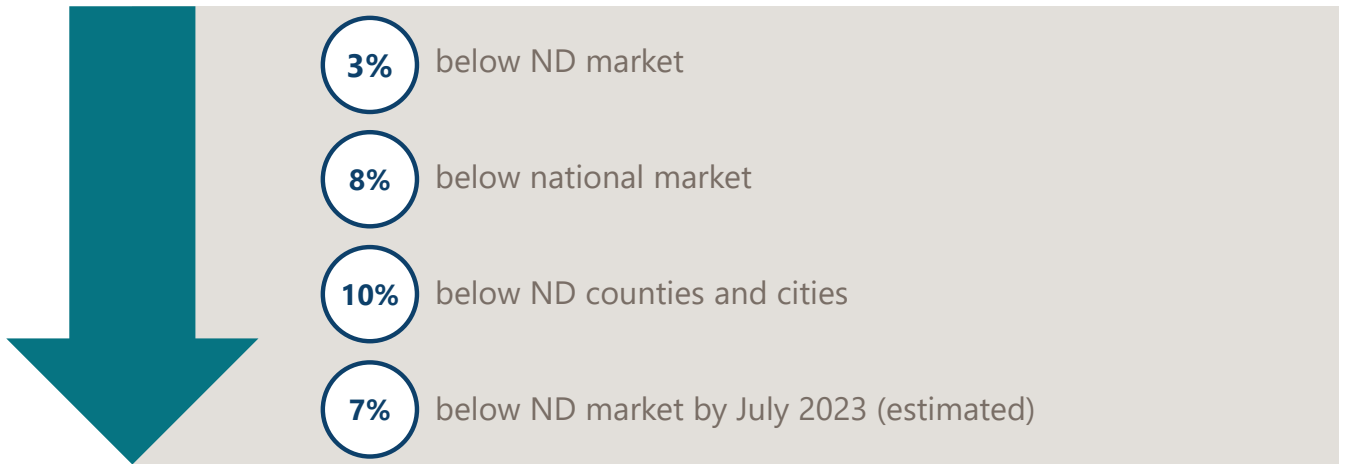 3% below ND market
8% below national market
10% below ND counties and cities
7% below ND market by July 2023 (estimated)